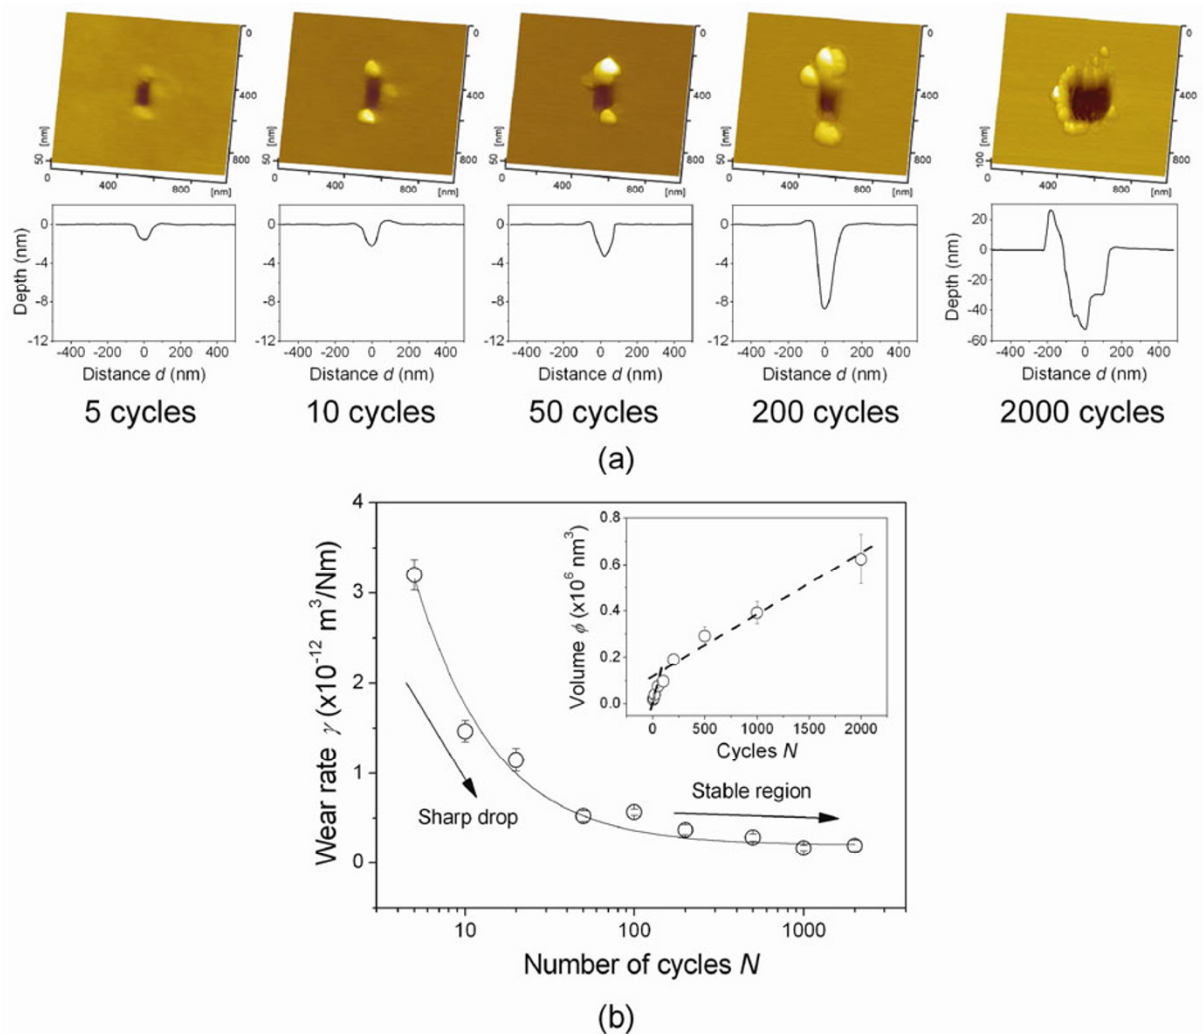 0 0 0 0 0
400 400 400 400 400
800 800 800 800 800
50 [nm] 50 [nm] 50 [nm] 50 [nm] 100 [nm]
0 400 800 [nm] 0 400 800 [nm] 0 400 800 [nm] 0 400 800 [nm] 0 400 800 [nm]
Depth (nm)
0 -4 -8 -12
0 -4 -8 -12
0 -4 -8 -12
0 -4 -8 -12
Depth (nm)
20 0 -20 -40 -60
-400 -200 0 200 400 -400 -200 0 200 400 -400 -200 0 200 400 -400 -200 0 200 400 -400 -200 0 200 400
Distance d (nm) Distance d (nm) Distance d (nm) Distance d (nm) Distance d (nm)
5 cycles 10 cycles 50 cycles 200 cycles 2000 cycles
(a)
Wear rate γ (x10⁻¹² m³/Nm)
4
3
2
1
0
Sharp drop
Stable region
Volume ϕ (x10⁶ nm³)
0.8
0.6
0.4
0.2
0.0
0 500 1000 1500 2000
Cycles N
10 100 1000
Number of cycles N
(b)